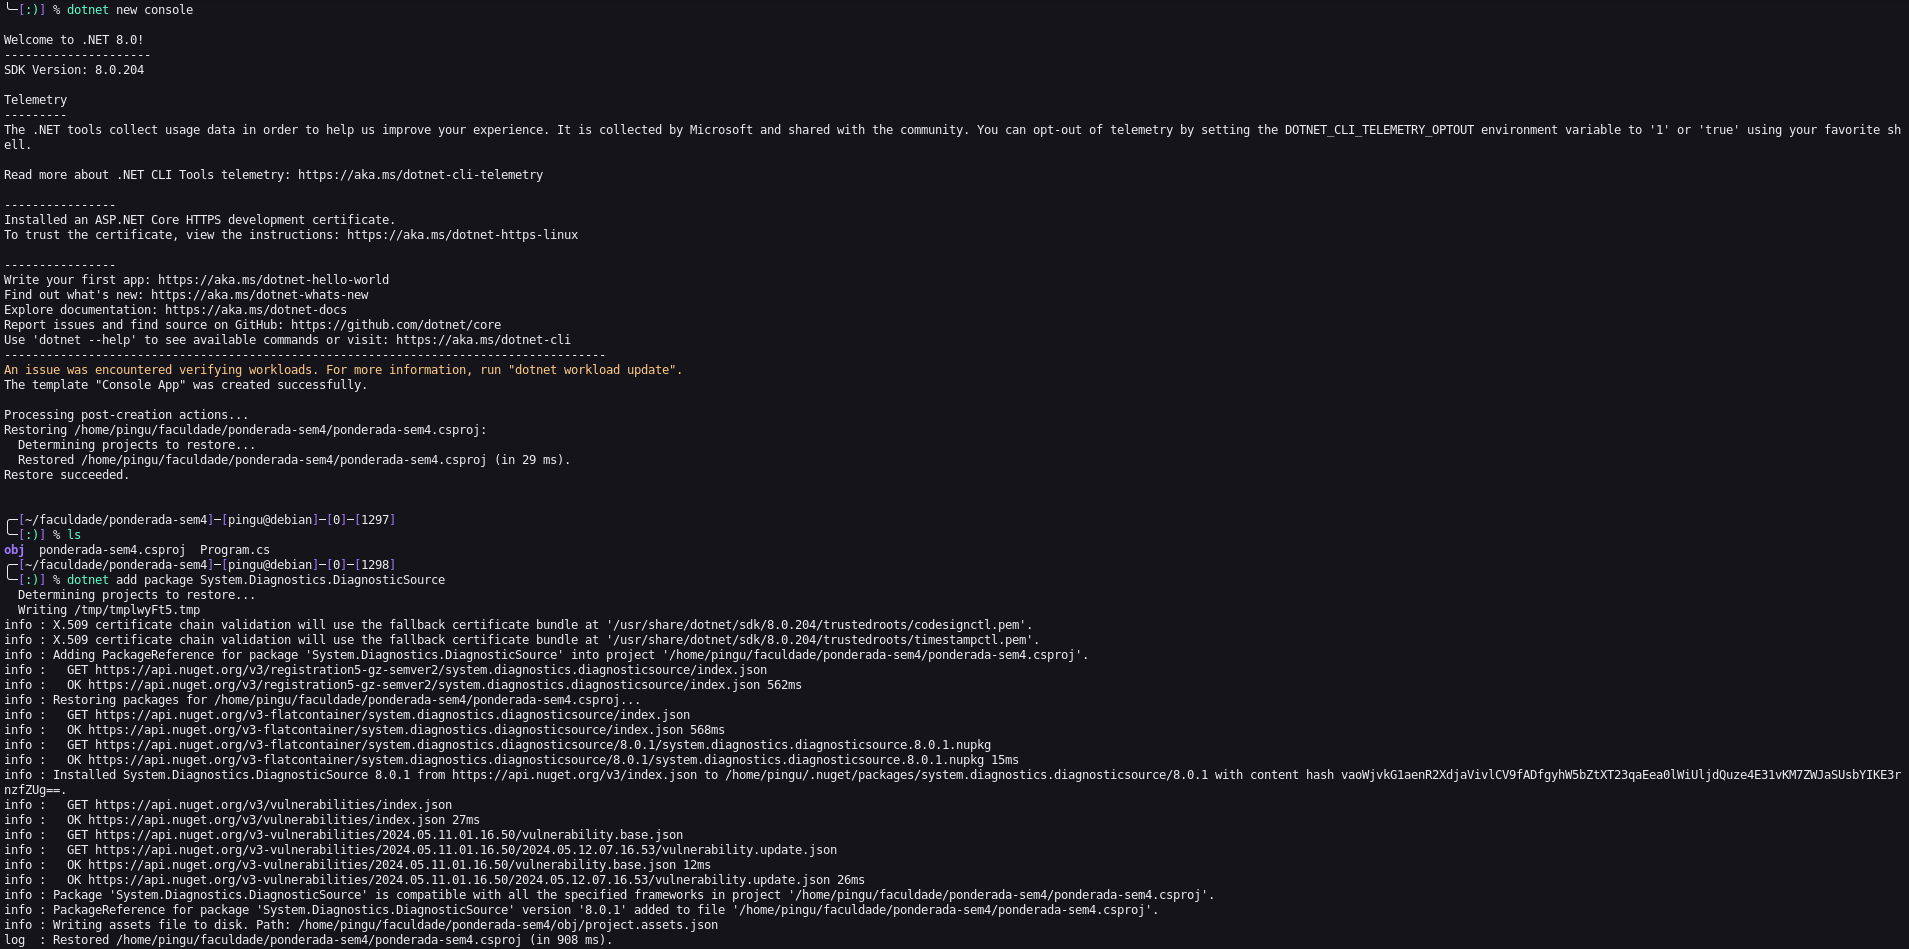 ╰─[:)] % dotnet new console
Welcome to .NET 8.0!
---------------------
SDK Version: 8.0.204
Telemetry
---------
The .NET tools collect usage data in order to help us improve your experience. It is collected by Microsoft and shared with the community. You can opt-out of telemetry by setting the DOTNET_CLI_TELEMETRY_OPTOUT environment variable to '1' or 'true' using your favorite sh
ell.
Read more about .NET CLI Tools telemetry: https://aka.ms/dotnet-cli-telemetry
----------------
Installed an ASP.NET Core HTTPS development certificate.
To trust the certificate, view the instructions: https://aka.ms/dotnet-https-linux
----------------
Write your first app: https://aka.ms/dotnet-hello-world
Find out what's new: https://aka.ms/dotnet-whats-new
Explore documentation: https://aka.ms/dotnet-docs
Report issues and find source on GitHub: https://github.com/dotnet/core
Use 'dotnet --help' to see available commands or visit: https://aka.ms/dotnet-cli
--------------------------------------------------------------------------------------
An issue was encountered verifying workloads. For more information, run "dotnet workload update".
The template "Console App" was created successfully.
Processing post-creation actions...
Restoring /home/pingu/faculdade/ponderada-sem4/ponderada-sem4.csproj:
  Determining projects to restore...
  Restored /home/pingu/faculdade/ponderada-sem4/ponderada-sem4.csproj (in 29 ms).
Restore succeeded.
╭─[~/faculdade/ponderada-sem4]─[pingu@debian]─[0]─[1297]
╰─[:)] % ls
obj  ponderada-sem4.csproj  Program.cs
╭─[~/faculdade/ponderada-sem4]─[pingu@debian]─[0]─[1298]
╰─[:)] % dotnet add package System.Diagnostics.DiagnosticSource
  Determining projects to restore...
  Writing /tmp/tmplwyFt5.tmp
info : X.509 certificate chain validation will use the fallback certificate bundle at '/usr/share/dotnet/sdk/8.0.204/trustedroots/codesignctl.pem'.
info : X.509 certificate chain validation will use the fallback certificate bundle at '/usr/share/dotnet/sdk/8.0.204/trustedroots/timestampctl.pem'.
info : Adding PackageReference for package 'System.Diagnostics.DiagnosticSource' into project '/home/pingu/faculdade/ponderada-sem4/ponderada-sem4.csproj'.
info :   GET https://api.nuget.org/v3/registration5-gz-semver2/system.diagnostics.diagnosticsource/index.json
info :   OK https://api.nuget.org/v3/registration5-gz-semver2/system.diagnostics.diagnosticsource/index.json 562ms
info : Restoring packages for /home/pingu/faculdade/ponderada-sem4/ponderada-sem4.csproj...
info :   GET https://api.nuget.org/v3-flatcontainer/system.diagnostics.diagnosticsource/index.json
info :   OK https://api.nuget.org/v3-flatcontainer/system.diagnostics.diagnosticsource/index.json 568ms
info :   GET https://api.nuget.org/v3-flatcontainer/system.diagnostics.diagnosticsource/8.0.1/system.diagnostics.diagnosticsource.8.0.1.nupkg
info :   OK https://api.nuget.org/v3-flatcontainer/system.diagnostics.diagnosticsource/8.0.1/system.diagnostics.diagnosticsource.8.0.1.nupkg 15ms
info : Installed System.Diagnostics.DiagnosticSource 8.0.1 from https://api.nuget.org/v3/index.json to /home/pingu/.nuget/packages/system.diagnostics.diagnosticsource/8.0.1 with content hash vaoWjvkG1aenR2XdjaVivlCV9fADfgyhW5bZtXT23qaEea0lWiUljdQuze4E31vKM7ZWJaSUsbYIKE3r
nzfZUg==.
info :   GET https://api.nuget.org/v3/vulnerabilities/index.json
info :   OK https://api.nuget.org/v3/vulnerabilities/index.json 27ms
info :   GET https://api.nuget.org/v3-vulnerabilities/2024.05.11.01.16.50/vulnerability.base.json
info :   GET https://api.nuget.org/v3-vulnerabilities/2024.05.11.01.16.50/2024.05.12.07.16.53/vulnerability.update.json
info :   OK https://api.nuget.org/v3-vulnerabilities/2024.05.11.01.16.50/vulnerability.base.json 12ms
info :   OK https://api.nuget.org/v3-vulnerabilities/2024.05.11.01.16.50/2024.05.12.07.16.53/vulnerability.update.json 26ms
info : Package 'System.Diagnostics.DiagnosticSource' is compatible with all the specified frameworks in project '/home/pingu/faculdade/ponderada-sem4/ponderada-sem4.csproj'.
info : PackageReference for package 'System.Diagnostics.DiagnosticSource' version '8.0.1' added to file '/home/pingu/faculdade/ponderada-sem4/ponderada-sem4.csproj'.
info : Writing assets file to disk. Path: /home/pingu/faculdade/ponderada-sem4/obj/project.assets.json
log  : Restored /home/pingu/faculdade/ponderada-sem4/ponderada-sem4.csproj (in 908 ms).